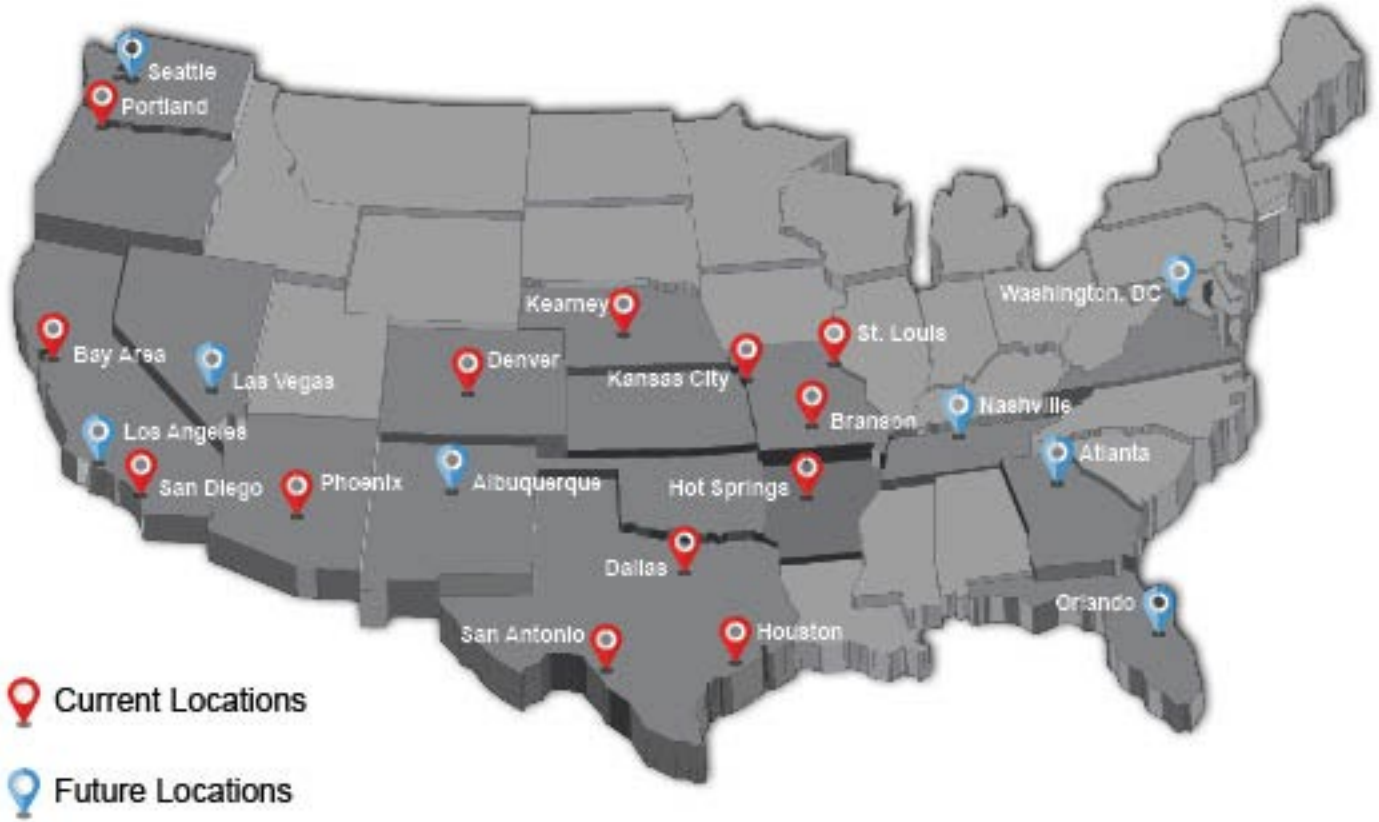 Seattle
Portland
Washington, DC
Kearney
St. Louis
Bay Area
Denver
Las Vegas
Kansas City
Nashville
Branson
Los Angeles
Atlanta
San Diego
Phoenix
Albuquerque
Hot Springs
Dallas
Orlando
San Antonio
Houston
Current Locations
Future Locations